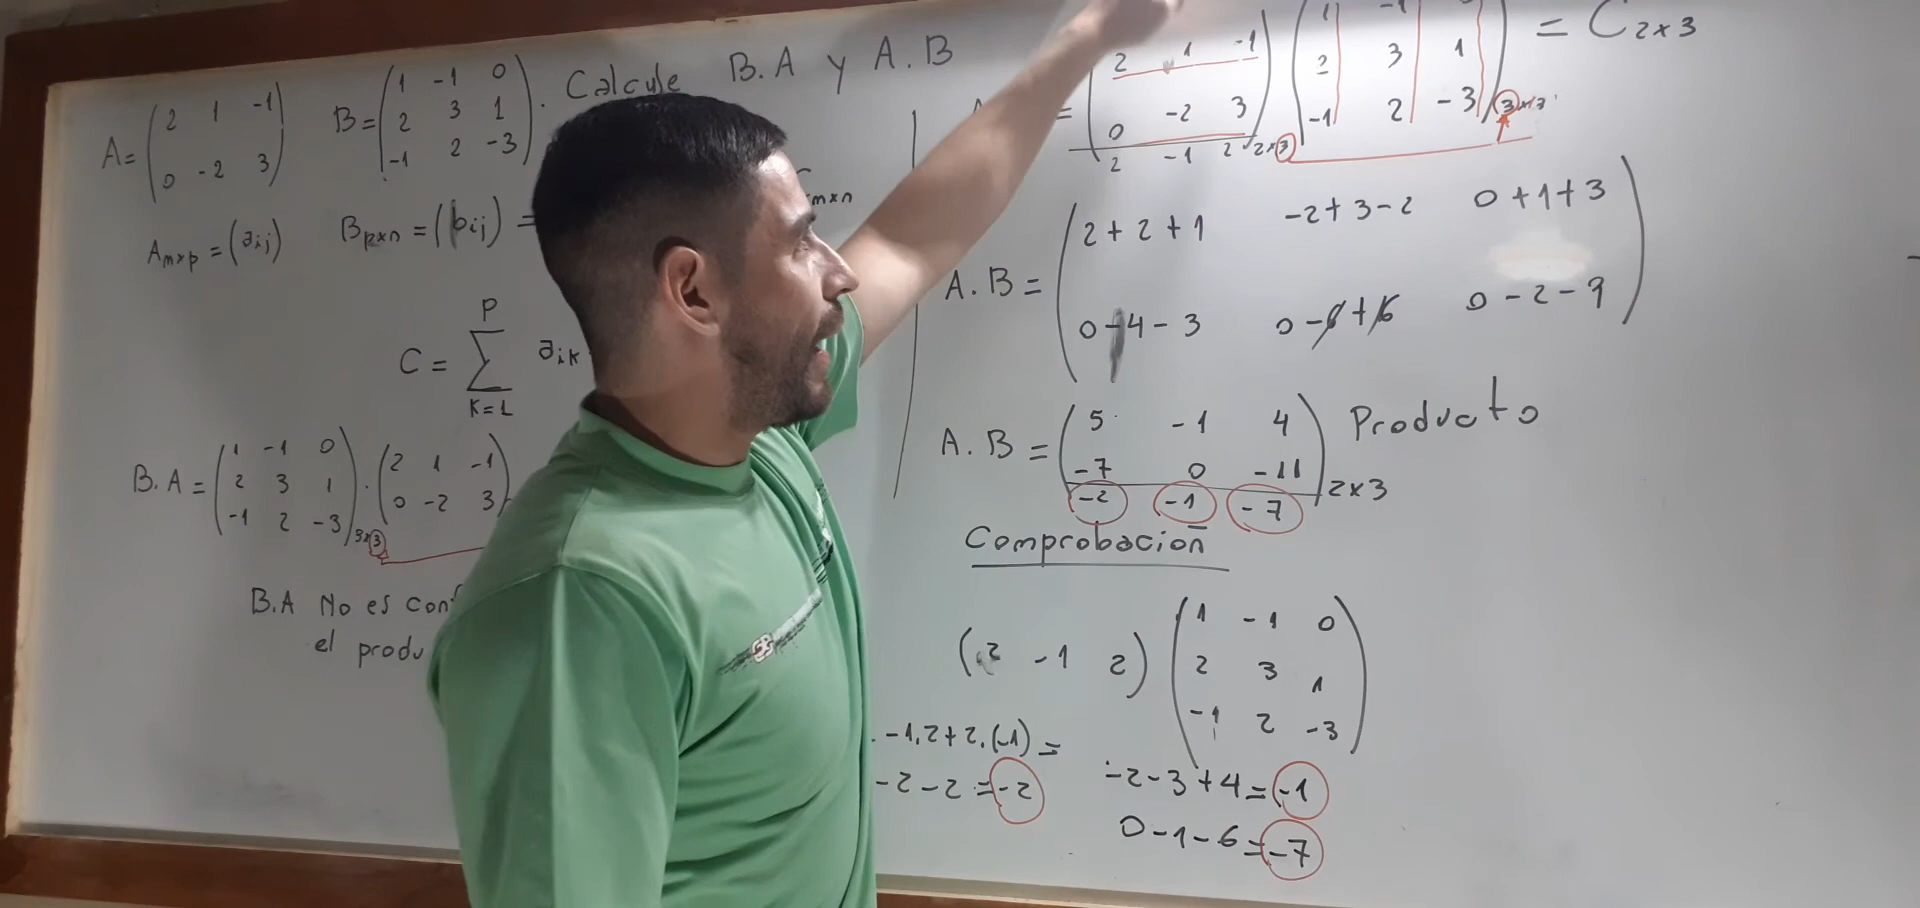 A = ( 2 1 -1
0 -2 3 )
B = ( 1 -1 0
2 3 1
-1 2 -3 ) . Calcule B.A y A.B
A m×p = (aij) B p×n = (bij) =
m×n
C = Σ aik
P
K=1
B.A = ( 1 -1 0
2 3 1
-1 2 -3 ) 3×3 . ( 2 1 -1
0 -2 3 )
B.A No es
el
= ( 2 1 -1
0 -2 3 ) 2×3
2 -1 2
( 1 -1
2 3 1
-1 2 -3 ) 3×3 = C 2×3
A.B = ( 2+2+1 -2+3-2 0+1+3
0-4-3 0-6+6 0-2-9 )
A.B = ( 5 -1 4
-7 0 -11 ) 2×3 Producto
-2 -1 -7
Comprobación
( 2 -1 2 ) ( 1 -1 0
2 3 1
-1 2 -3 )
-1.2+2.(-1) =
-2-2 = -2
-2-3+4 = -1
0-1-6 = -7